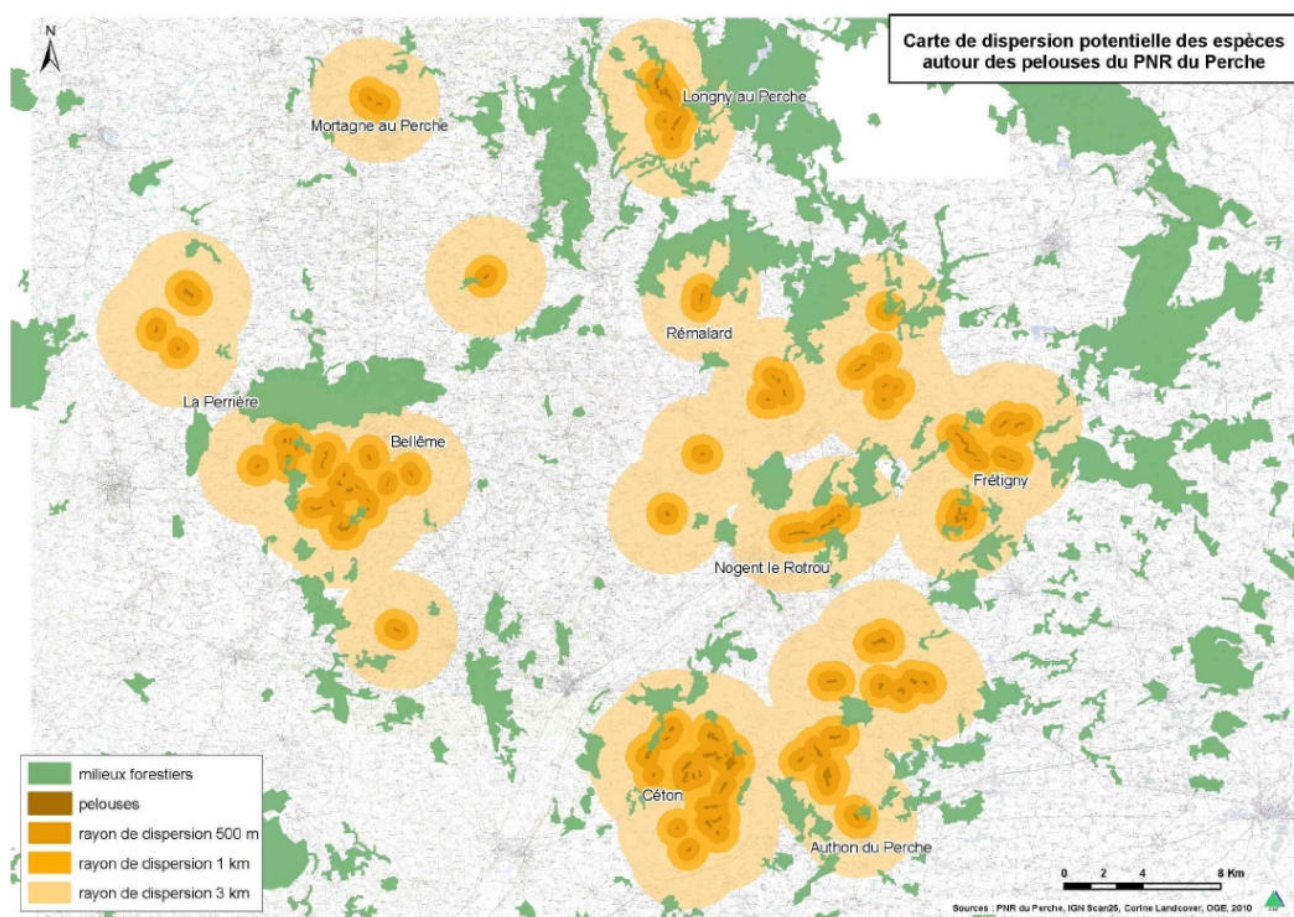 Carte de dispersion potentielle des espèces
autour des pelouses du PNR du Perche
N
Longny au Perche
Mortagne au Perche
Rémalard
La Perrière
Bellême
Frétigny
Nogent le Rotrou
Céton
Authon du Perche
milieux forestiers
pelouses
rayon de dispersion 500 m
rayon de dispersion 1 km
rayon de dispersion 3 km
0 2 4 8 Km
Sources : PNR du Perche, IGN Scan25, Corine Landcover, OGE, 2010